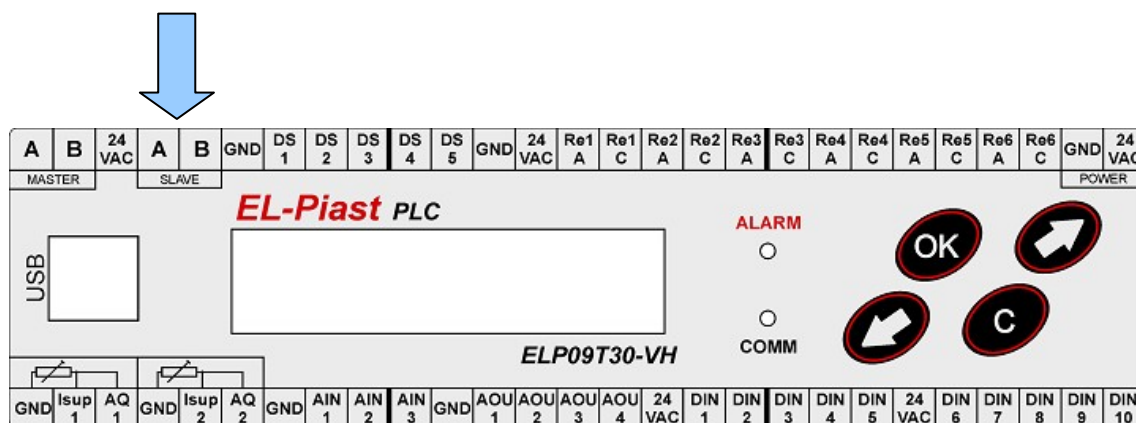 A B 24 VAC A B GND DS 1 DS 2 DS 3 DS 4 DS 5 GND 24 VAC Re1 A Re1 C Re2 A Re2 C Re3 A Re3 C Re4 A Re4 C Re5 A Re5 C Re6 A Re6 C GND 24 VAC
MASTER SLAVE POWER
EL-Piast PLC
ALARM
OK
USB
C
COMM
ELP09T30-VH
GND Isup 1 AQ 1 GND Isup 2 AQ 2 GND AIN 1 AIN 2 AIN 3 GND AOU 1 AOU 2 AOU 3 AOU 4 24 VAC DIN 1 DIN 2 DIN 3 DIN 4 DIN 5 24 VAC DIN 6 DIN 7 DIN 8 DIN 9 DIN 10